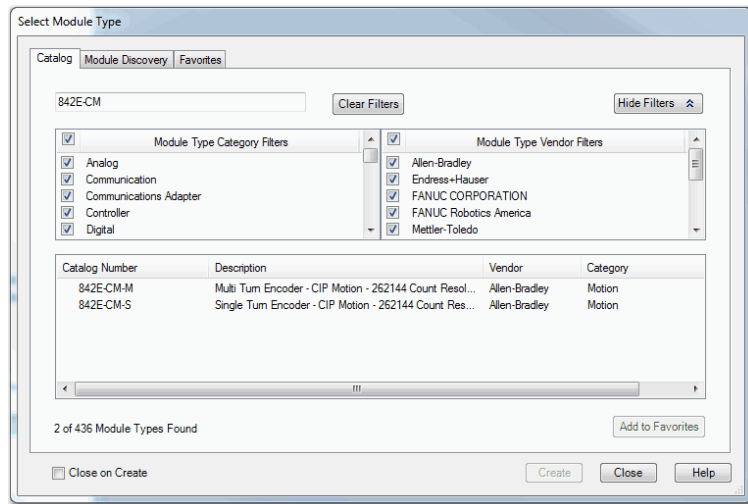 Select Module Type
Catalog Module Discovery Favorites
842E-CM Clear Filters Hide Filters
Module Type Category Filters Module Type Vendor Filters
Analog Allen-Bradley
Communication Endress+Hauser
Communications Adapter FANUC CORPORATION
Controller FANUC Robotics America
Digital Mettler-Toledo
Catalog Number Description Vendor Category
842E-CM-M Multi Turn Encoder - CIP Motion - 262144 Count Resol... Allen-Bradley Motion
842E-CM-S Single Turn Encoder - CIP Motion - 262144 Count Res... Allen-Bradley Motion
2 of 436 Module Types Found Add to Favorites
Close on Create Create Close Help